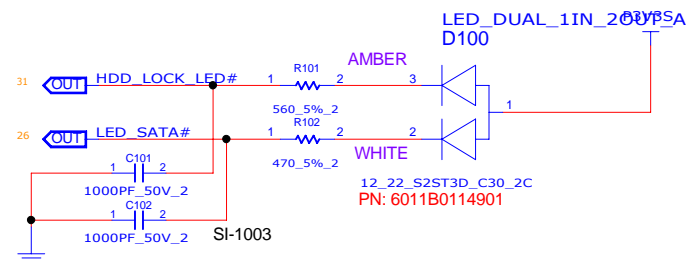 LED_DUAL_1IN_2OUT_A
P3V3S
D100
AMBER
R101
31 OUT HDD_LOCK_LED# 1 2 3
560_5%_2
1
R102
26 OUT LED_SATA# 1 2 2
WHITE
470_5%_2
C101
1 2
12_22_S2ST3D_C30_2C
1000PF_50V_2
PN: 6011B0114901
C102
1 2
1000PF_50V_2
SI-1003